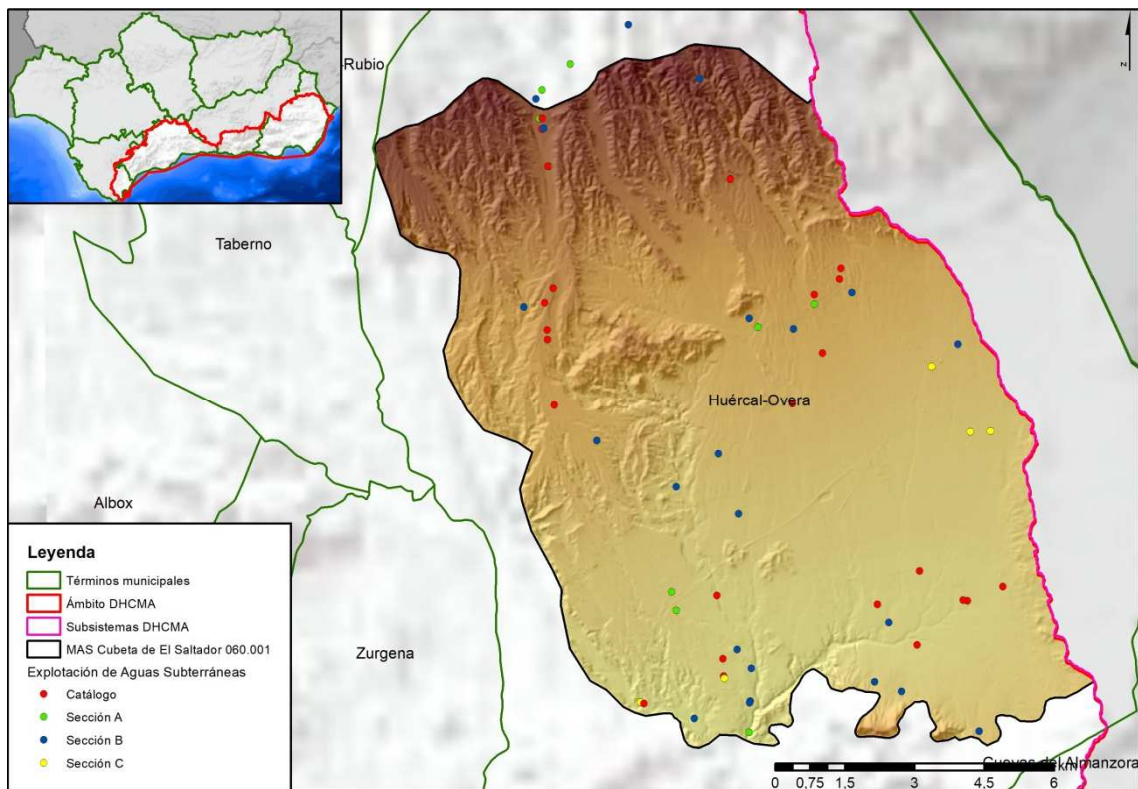 -Rubio
N
Taberno
Huércal-Overa
Albox
Zurgena
Cuevas del Almanzora
Leyenda
Términos municipales
Ámbito DHCMA
Subsistemas DHCMA
MAS Cubeta de El Saltador 060.001
Explotación de Aguas Subterráneas
Catálogo
Sección A
Sección B
Sección C
km
0 0,75 1,5 3 4,5 6